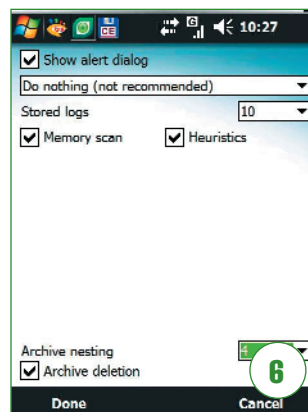 CE G 10:27
Show alert dialog
Do nothing (not recommended)
Stored logs 10
Memory scan Heuristics
Archive nesting 4
Archive deletion
6
Done Cancel